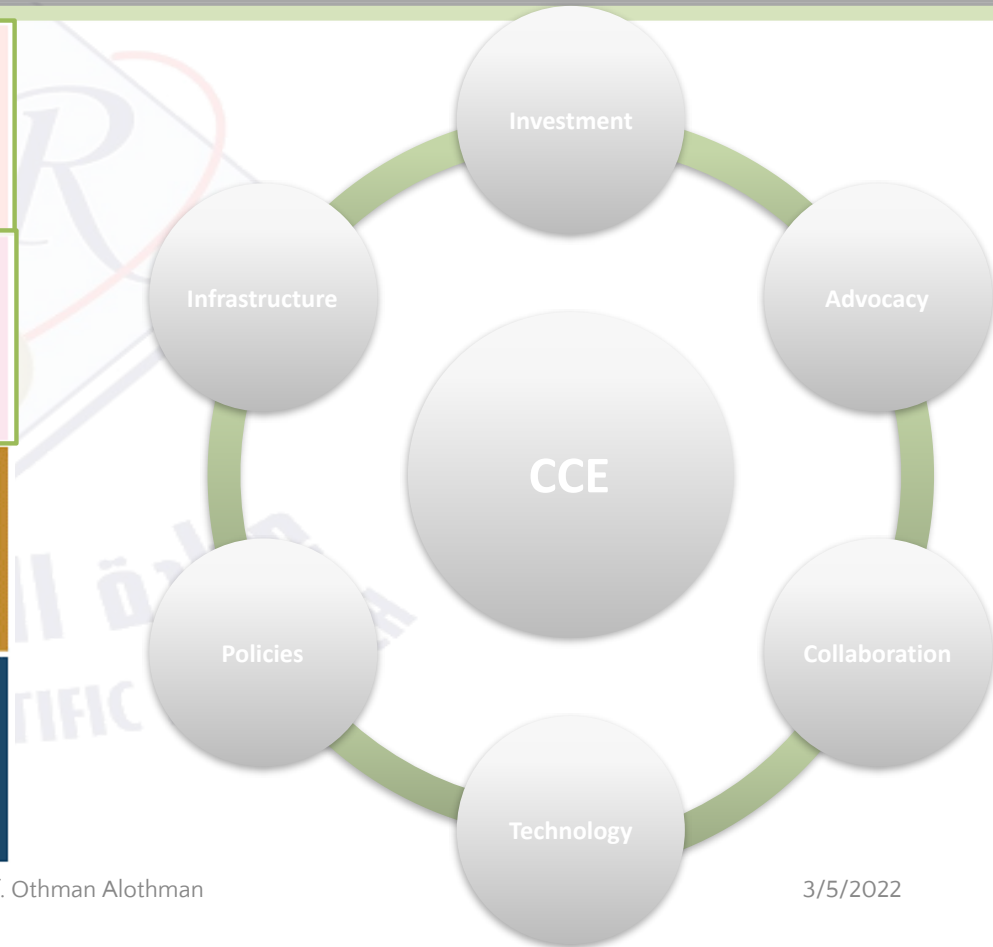 Investment
Infrastructure
Advocacy
CCE
Policies
Collaboration
Technology
Othman Alothman
3/5/2022